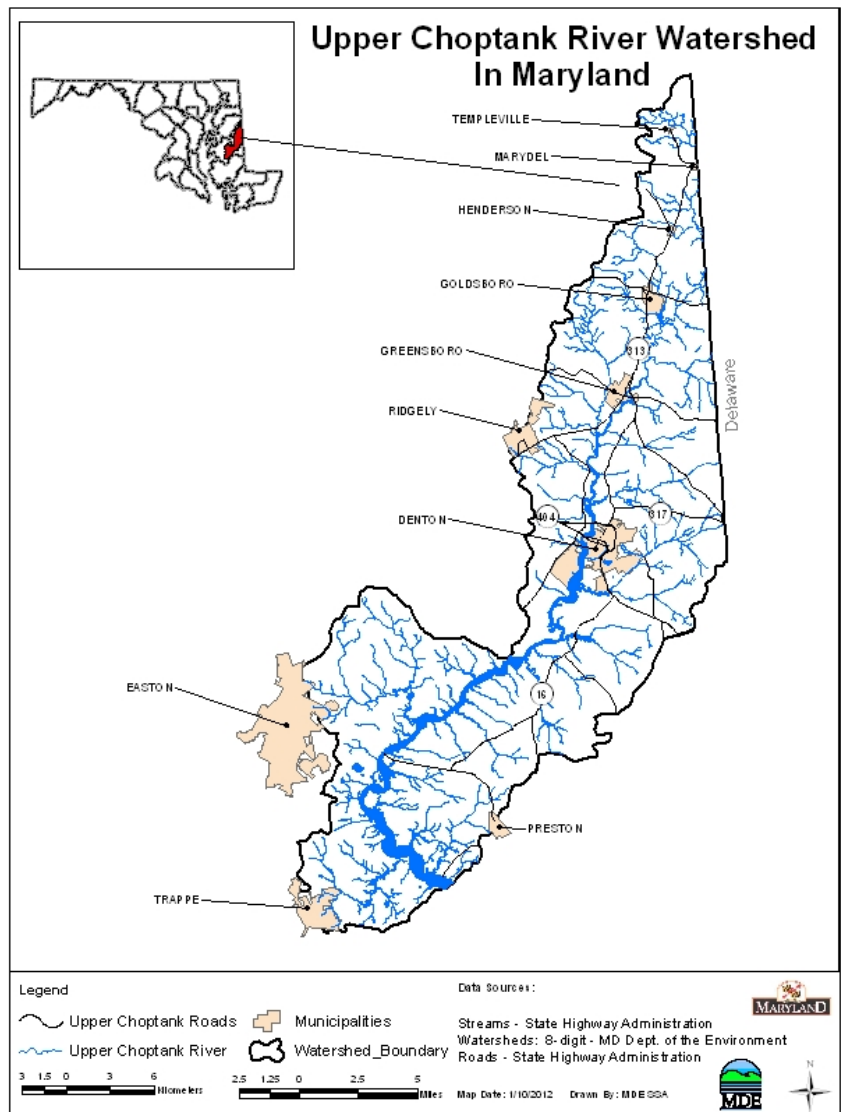 Upper Choptank River Watershed
In Maryland
TEMPLEVILLE
MARYDEL
HENDERSON
GOLDSBORO
313
GREENSBORO
RIDGELY
Delaware
404
317
DENTON
EASTON
16
PRESTON
TRAPPE
Legend
Upper Choptank Roads
Municipalities
Upper Choptank River
Watershed_Boundary
3 1.5 0 3 6
Kilometers
2.5 1.25 0 2.5 5
Miles
Data Sources:
Streams - State Highway Administration
Watersheds: 8-digit - MD Dept. of the Environment
Roads - State Highway Administration
Map Date: 1/10/2012 Drawn By: MDE SSA
MARYLAND
MDE
N